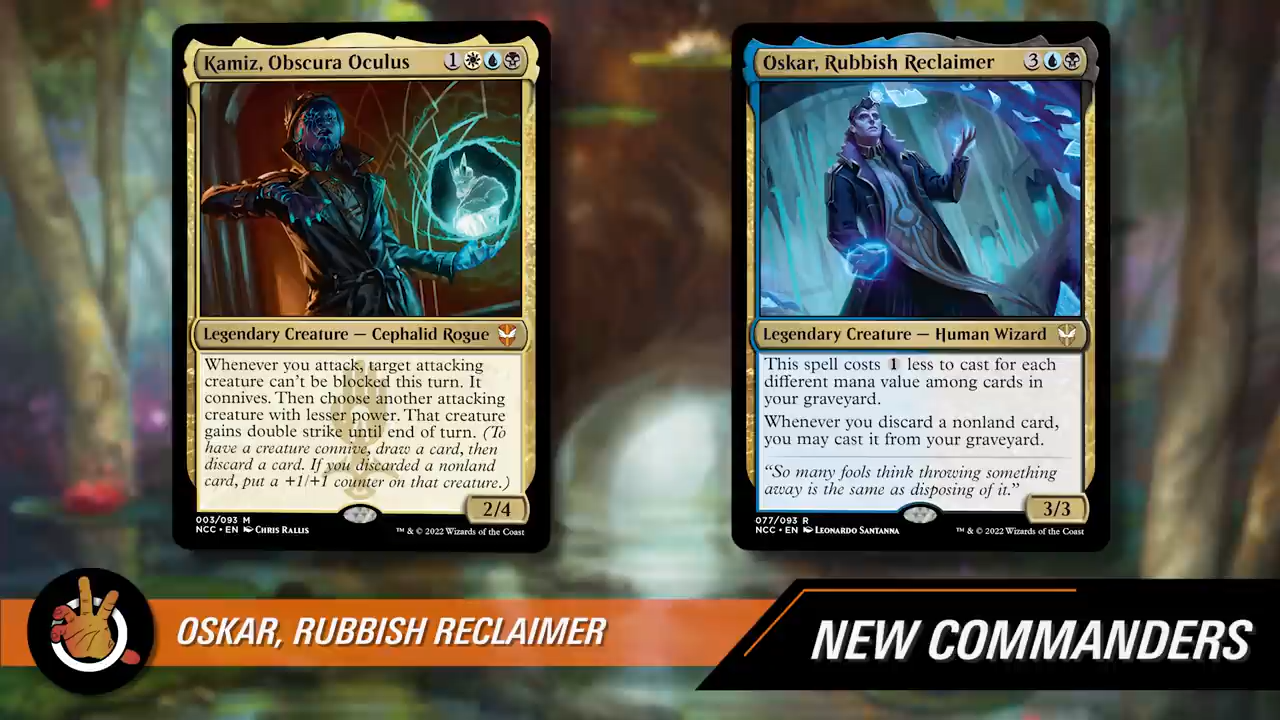 Kamiz, Obscura Oculus 1
Legendary Creature — Cephalid Rogue
Whenever you attack, target attacking
creature can't be blocked this turn. It
connives. Then choose another attacking
creature with lesser power. That creature
gains double strike until end of turn. (To
have a creature connive, draw a card, then
discard a card. If you discarded a nonland
card, put a +1/+1 counter on that creature.)
2/4
003/093 M
NCC • EN Chris Rallis
™ & © 2022 Wizards of the Coast
Oskar, Rubbish Reclaimer 3
Legendary Creature — Human Wizard
This spell costs 1 less to cast for each
different mana value among cards in
your graveyard.
Whenever you discard a nonland card,
you may cast it from your graveyard.
“So many fools think throwing something
away is the same as disposing of it.”
3/3
077/093 R
NCC • EN Leonardo Santanna
™ & © 2022 Wizards of the Coast
OSKAR, RUBBISH RECLAIMER
NEW COMMANDERS